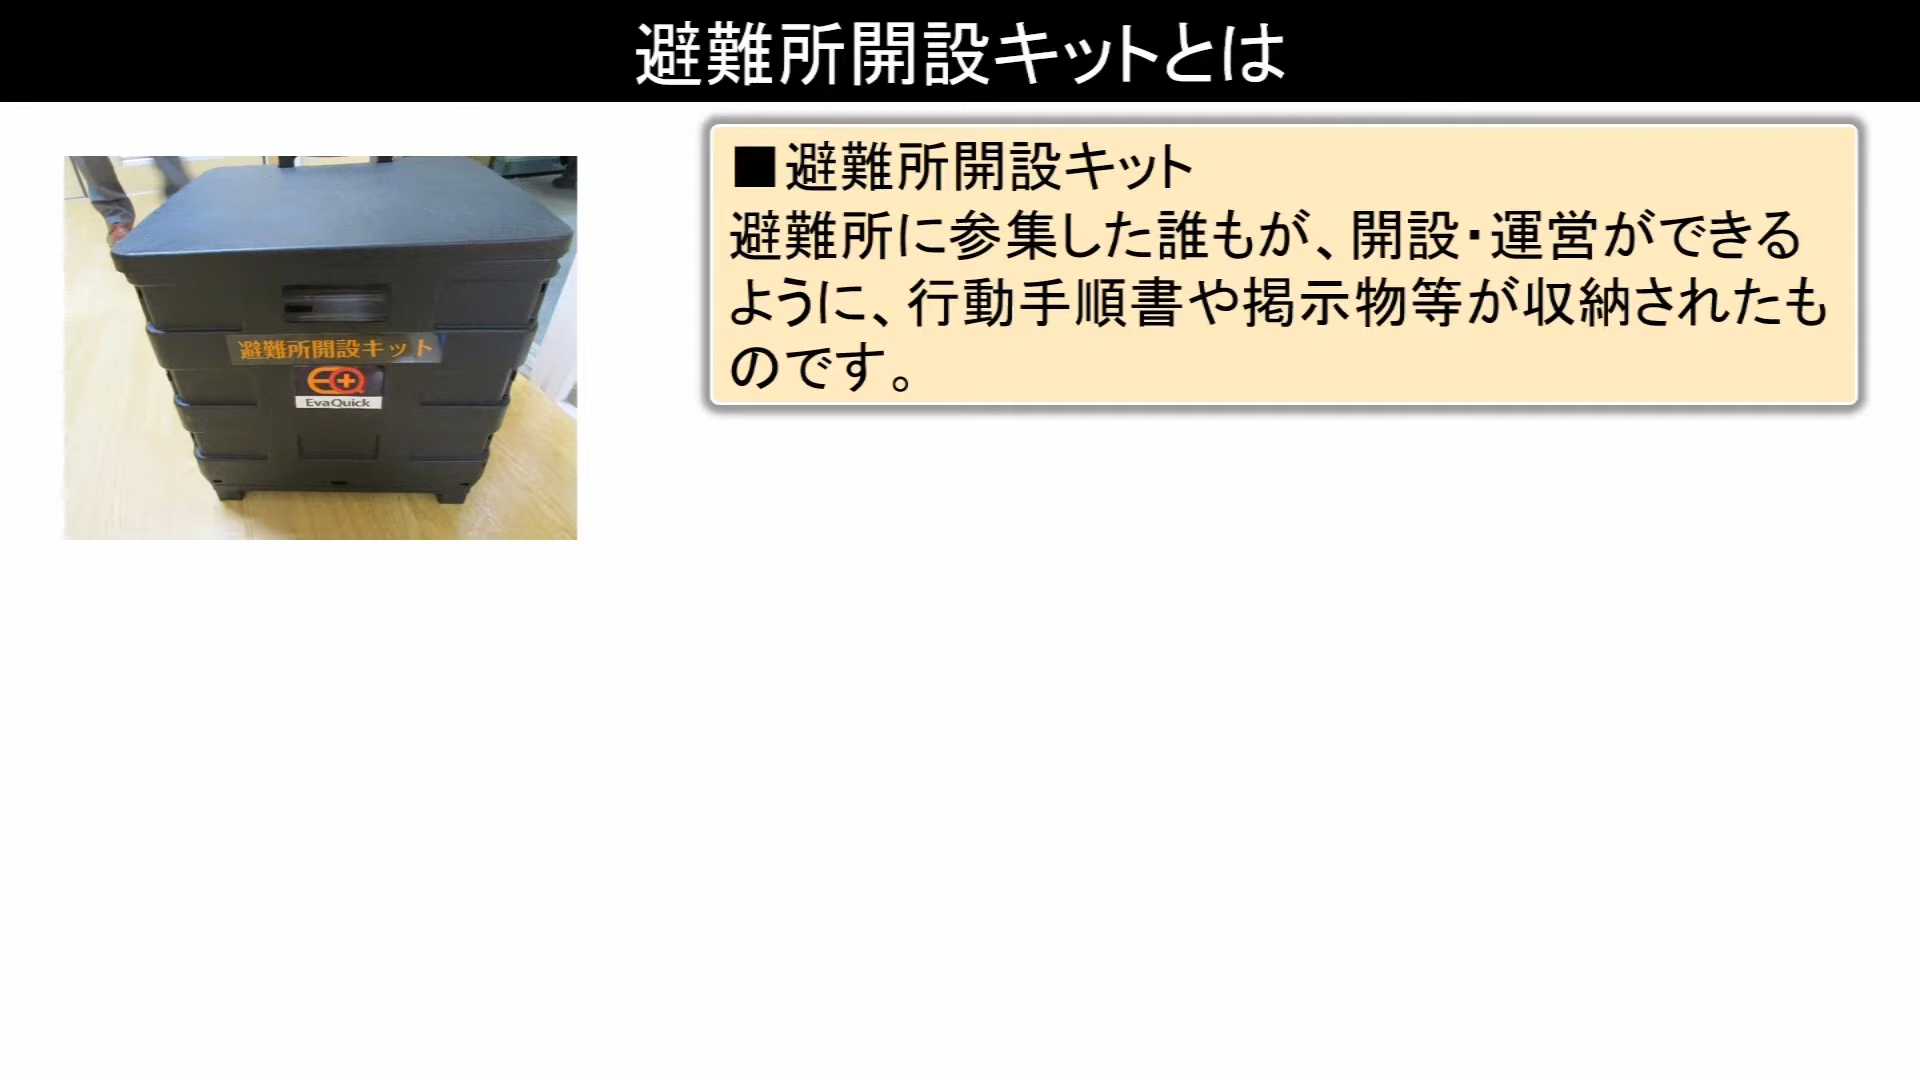 避難所開設キットとは
■避難所開設キット
避難所に参集した誰もが、開設・運営ができる
ように、行動手順書や掲示物等が収納されたも
のです。
避難所開設キット
EQ
EvaQuick